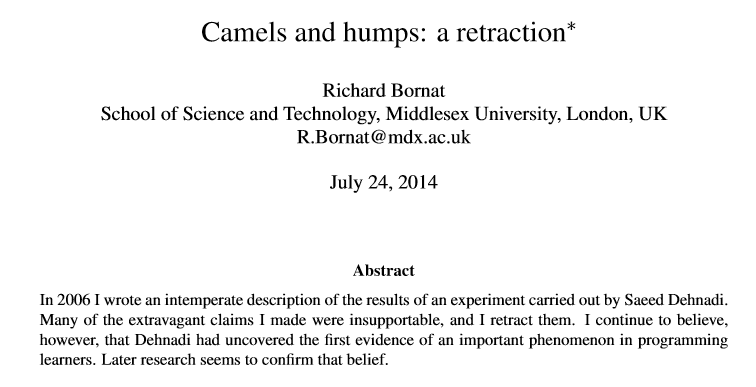 Camels and humps: a retraction*
Richard Bornat
School of Science and Technology, Middlesex University, London, UK
R.Bornat@mdx.ac.uk
July 24, 2014
Abstract
In 2006 I wrote an intemperate description of the results of an experiment carried out by Saeed Dehnadi.
Many of the extravagant claims I made were insupportable, and I retract them. I continue to believe,
however, that Dehnadi had uncovered the first evidence of an important phenomenon in programming
learners. Later research seems to confirm that belief.